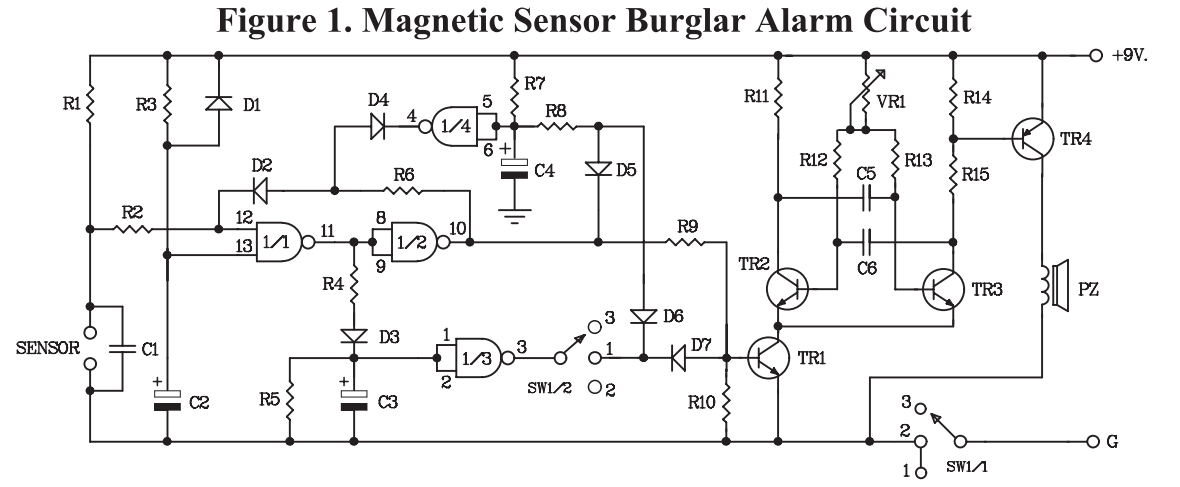 Figure 1. Magnetic Sensor Burglar Alarm Circuit
+9V.
R1
R3
D1
D4
4
1/4
5
6
R7
R8
C4
+
D5
R11
VR1
R14
TR4
D2
R6
R12
R13
R15
C5
R2
12
13
1/1
11
8
9
1/2
10
R9
C6
TR2
TR3
PZ
R4
D3
D6
D7
SENSOR
C1
1
2
1/3
3
3
1
2
SW1/2
TR1
+
C2
R5
+
C3
R10
3
2
1
SW1/1
G